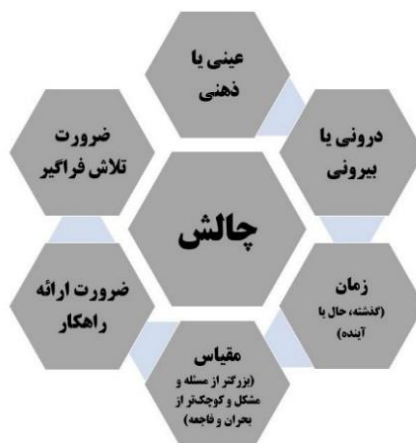 عینی یا
ذهنی
درونی یا
بیرونی
زمان
(گذشته، حال یا
آینده)
مقیاس
(بزرگتر از مسئله و
مشکل و کوچک‌تر از
بحران و فاجعه)
ضرورت ارائه
راهکار
ضرورت
تلاش فراگیر
چالش